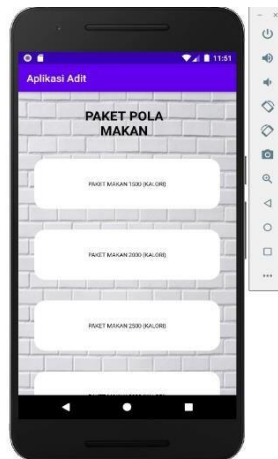 11:51
Aplikasi Adit
PAKET POLA
MAKAN
PAKET MAKAN 1500 (KALORI)
PAKET MAKAN 2000 (KALORI)
PAKET MAKAN 2500 (KALORI)